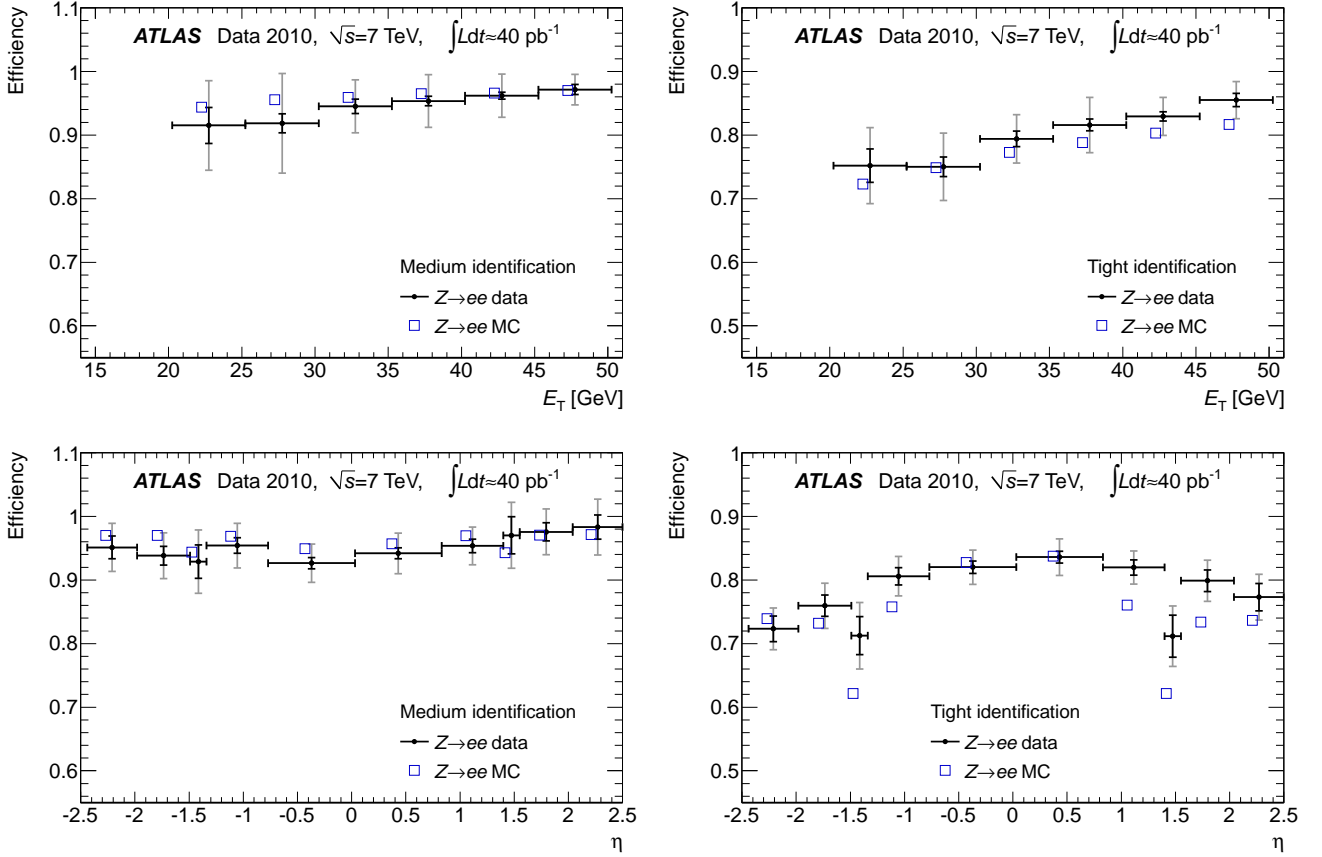 Efficiency
1.1
1
0.9
0.8
0.7
0.6
ATLAS Data 2010, √s=7 TeV, ∫Ldt≈40 pb-1
Medium identification
Z→ee data
Z→ee MC
15 20 25 30 35 40 45 50
ET [GeV]
Efficiency
1
0.9
0.8
0.7
0.6
0.5
ATLAS Data 2010, √s=7 TeV, ∫Ldt≈40 pb-1
Tight identification
Z→ee data
Z→ee MC
15 20 25 30 35 40 45 50
ET [GeV]
Efficiency
1.1
1
0.9
0.8
0.7
0.6
ATLAS Data 2010, √s=7 TeV, ∫Ldt≈40 pb-1
Medium identification
Z→ee data
Z→ee MC
-2.5 -2 -1.5 -1 -0.5 0 0.5 1 1.5 2 2.5
η
Efficiency
1
0.9
0.8
0.7
0.6
0.5
ATLAS Data 2010, √s=7 TeV, ∫Ldt≈40 pb-1
Tight identification
Z→ee data
Z→ee MC
-2.5 -2 -1.5 -1 -0.5 0 0.5 1 1.5 2 2.5
η